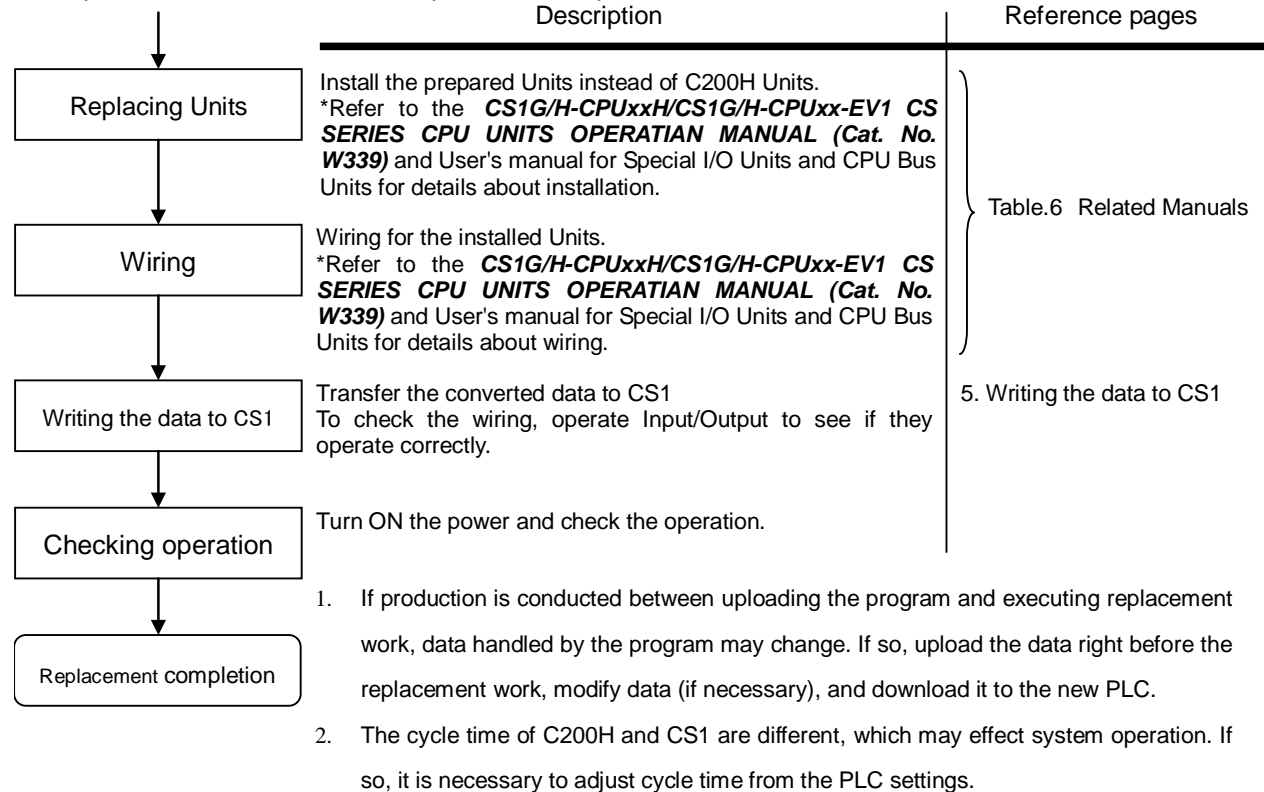 Description Reference pages
Replacing Units
Install the prepared Units instead of C200H Units.
*Refer to the CS1G/H-CPUxxH/CS1G/H-CPUxx-EV1 CS
SERIES CPU UNITS OPERATIAN MANUAL (Cat. No.
W339) and User's manual for Special I/O Units and CPU Bus
Units for details about installation.
Table.6 Related Manuals
Wiring
Wiring for the installed Units.
*Refer to the CS1G/H-CPUxxH/CS1G/H-CPUxx-EV1 CS
SERIES CPU UNITS OPERATIAN MANUAL (Cat. No.
W339) and User's manual for Special I/O Units and CPU Bus
Units for details about wiring.
Writing the data to CS1
Transfer the converted data to CS1
To check the wiring, operate Input/Output to see if they
operate correctly.
5. Writing the data to CS1
Checking operation
Turn ON the power and check the operation.
Replacement completion
1. If production is conducted between uploading the program and executing replacement
work, data handled by the program may change. If so, upload the data right before the
replacement work, modify data (if necessary), and download it to the new PLC.
2. The cycle time of C200H and CS1 are different, which may effect system operation. If
so, it is necessary to adjust cycle time from the PLC settings.